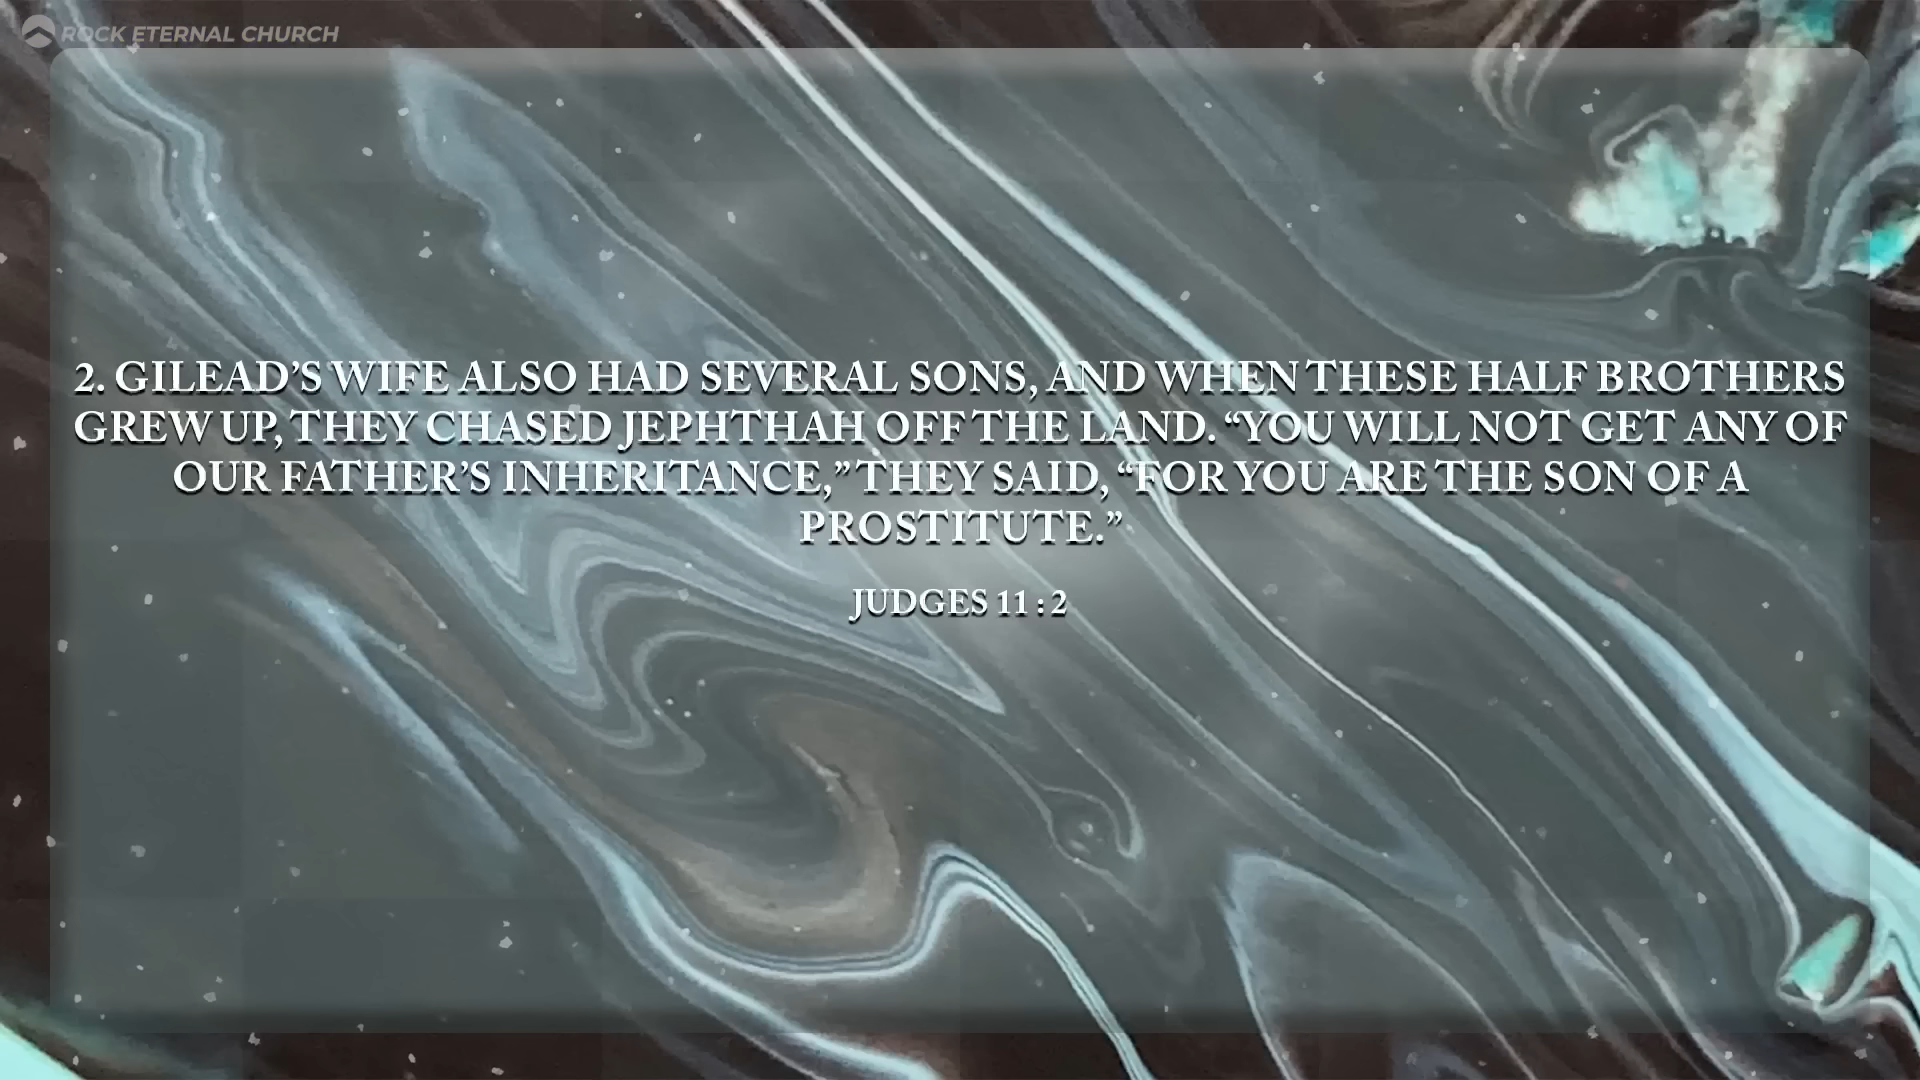 ROCK ETERNAL CHURCH
2. GILEAD’S WIFE ALSO HAD SEVERAL SONS, AND WHEN THESE HALF BROTHERS
GREW UP, THEY CHASED JEPHTHAH OFF THE LAND. “YOU WILL NOT GET ANY OF
OUR FATHER’S INHERITANCE,” THEY SAID, “FOR YOU ARE THE SON OF A
PROSTITUTE.”
JUDGES 11 : 2